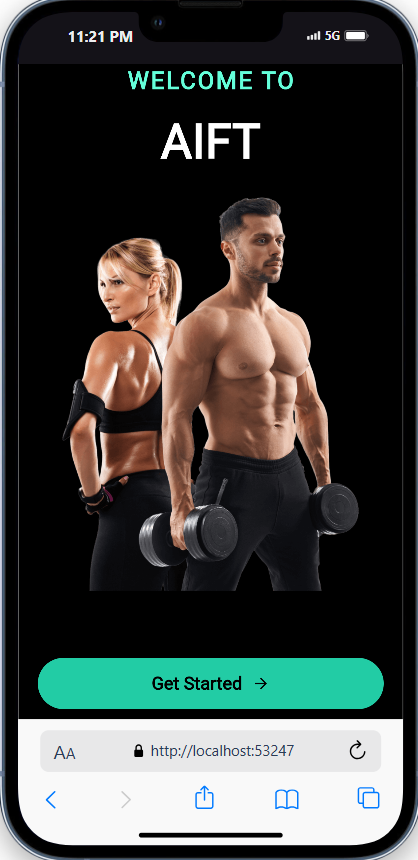 11:21 PM 5G
WELCOME TO
AIFT
Get Started →
AA http://localhost:53247